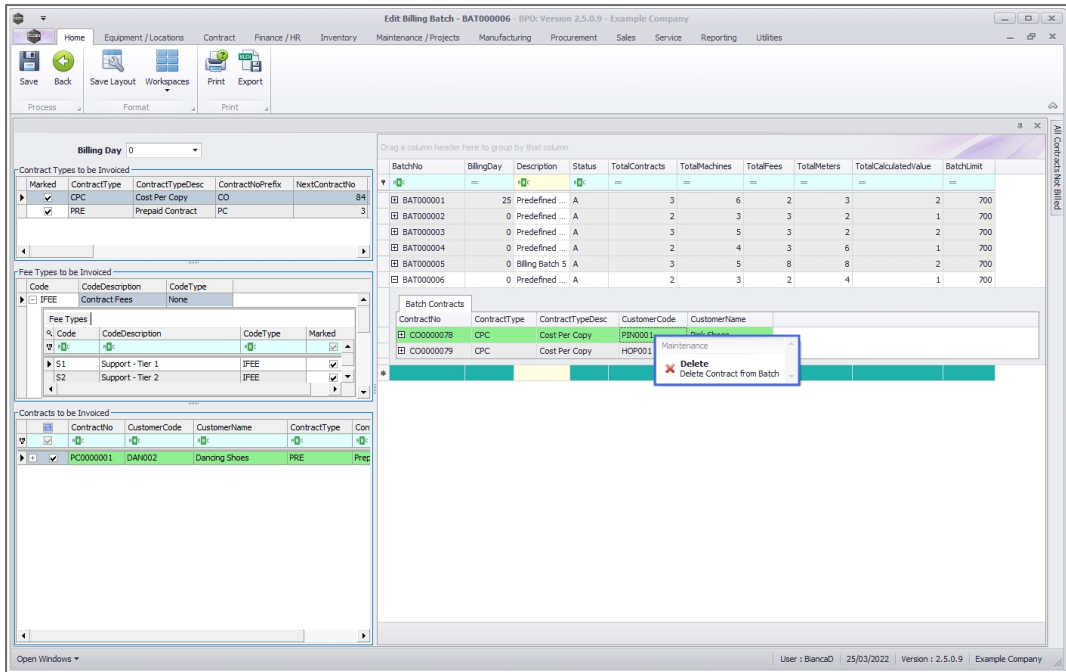 Edit Billing Batch - BAT000006 - BPO: Version 2.5.0.9 - Example Company
Home Equipment / Locations Contract Finance / HR Inventory Maintenance / Projects Manufacturing Procurement Sales Service Reporting Utilities
Save Back Save Layout Workspaces Print Export
Process Format Print
Billing Day 0
Contract Types to be Invoiced
Marked ContractType ContractTypeDesc ContractNoPrefix NextContractNo
CPC Cost Per Copy CO 84
PRE Prepaid Contract PC 3
Fee Types to be Invoiced
Code CodeDescription CodeType
IFEE Contract Fees None
Fee Types
Code CodeDescription CodeType Marked
S1 Support - Tier 1 IFEE
S2 Support - Tier 2 IFEE
Contracts to be Invoiced
ContractNo CustomerCode CustomerName ContractType Con
PC0000001 DAN002 Dancing Shoes PRE Prep
Drag a column header here to group by that column
BatchNo BillingDay Description Status TotalContracts TotalMachines TotalFees TotalMeters TotalCalculatedValue BatchLimit
= = = = = = =
BAT000001 25 Predefined ... A 3 6 2 3 2 700
BAT000002 0 Predefined ... A 2 3 3 2 1 700
BAT000003 0 Predefined ... A 3 5 3 2 2 700
BAT000004 0 Predefined ... A 2 4 3 6 1 700
BAT000005 0 Billing Batch 5 A 3 5 8 8 2 700
BAT000006 0 Predefined ... A 2 3 2 4 1 700
Batch Contracts
ContractNo ContractType ContractTypeDesc CustomerCode CustomerName
CO0000078 CPC Cost Per Copy PIN0001
CO0000079 CPC Cost Per Copy HOP001
Maintenance
Delete
Delete Contract from Batch
All Contracts Not Billed
Open Windows User : BiancaD 25/03/2022 Version : 2.5.0.9 Example Company